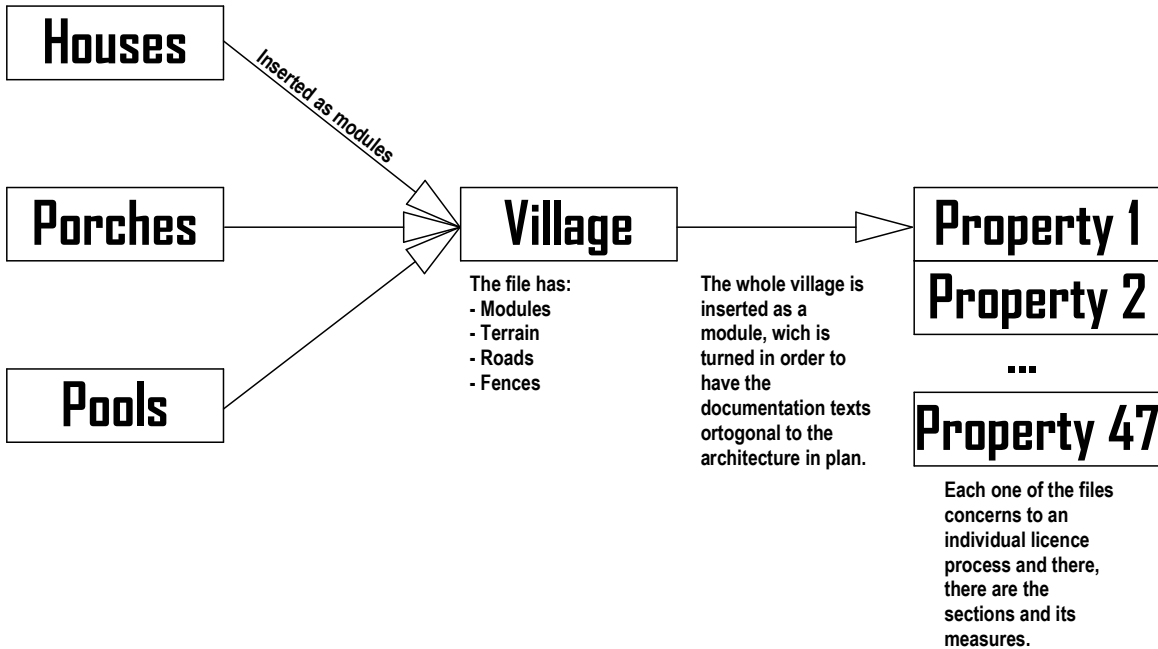 Houses
Inserted as modules
Porches
Pools
Village
The file has:
- Modules
- Terrain
- Roads
- Fences
The whole village is
inserted as a
module, wich is
turned in order to
have the
documentation texts
ortogonal to the
architecture in plan.
Property 1
Property 2
...
Property 47
Each one of the files
concerns to an
individual licence
process and there,
there are the
sections and its
measures.